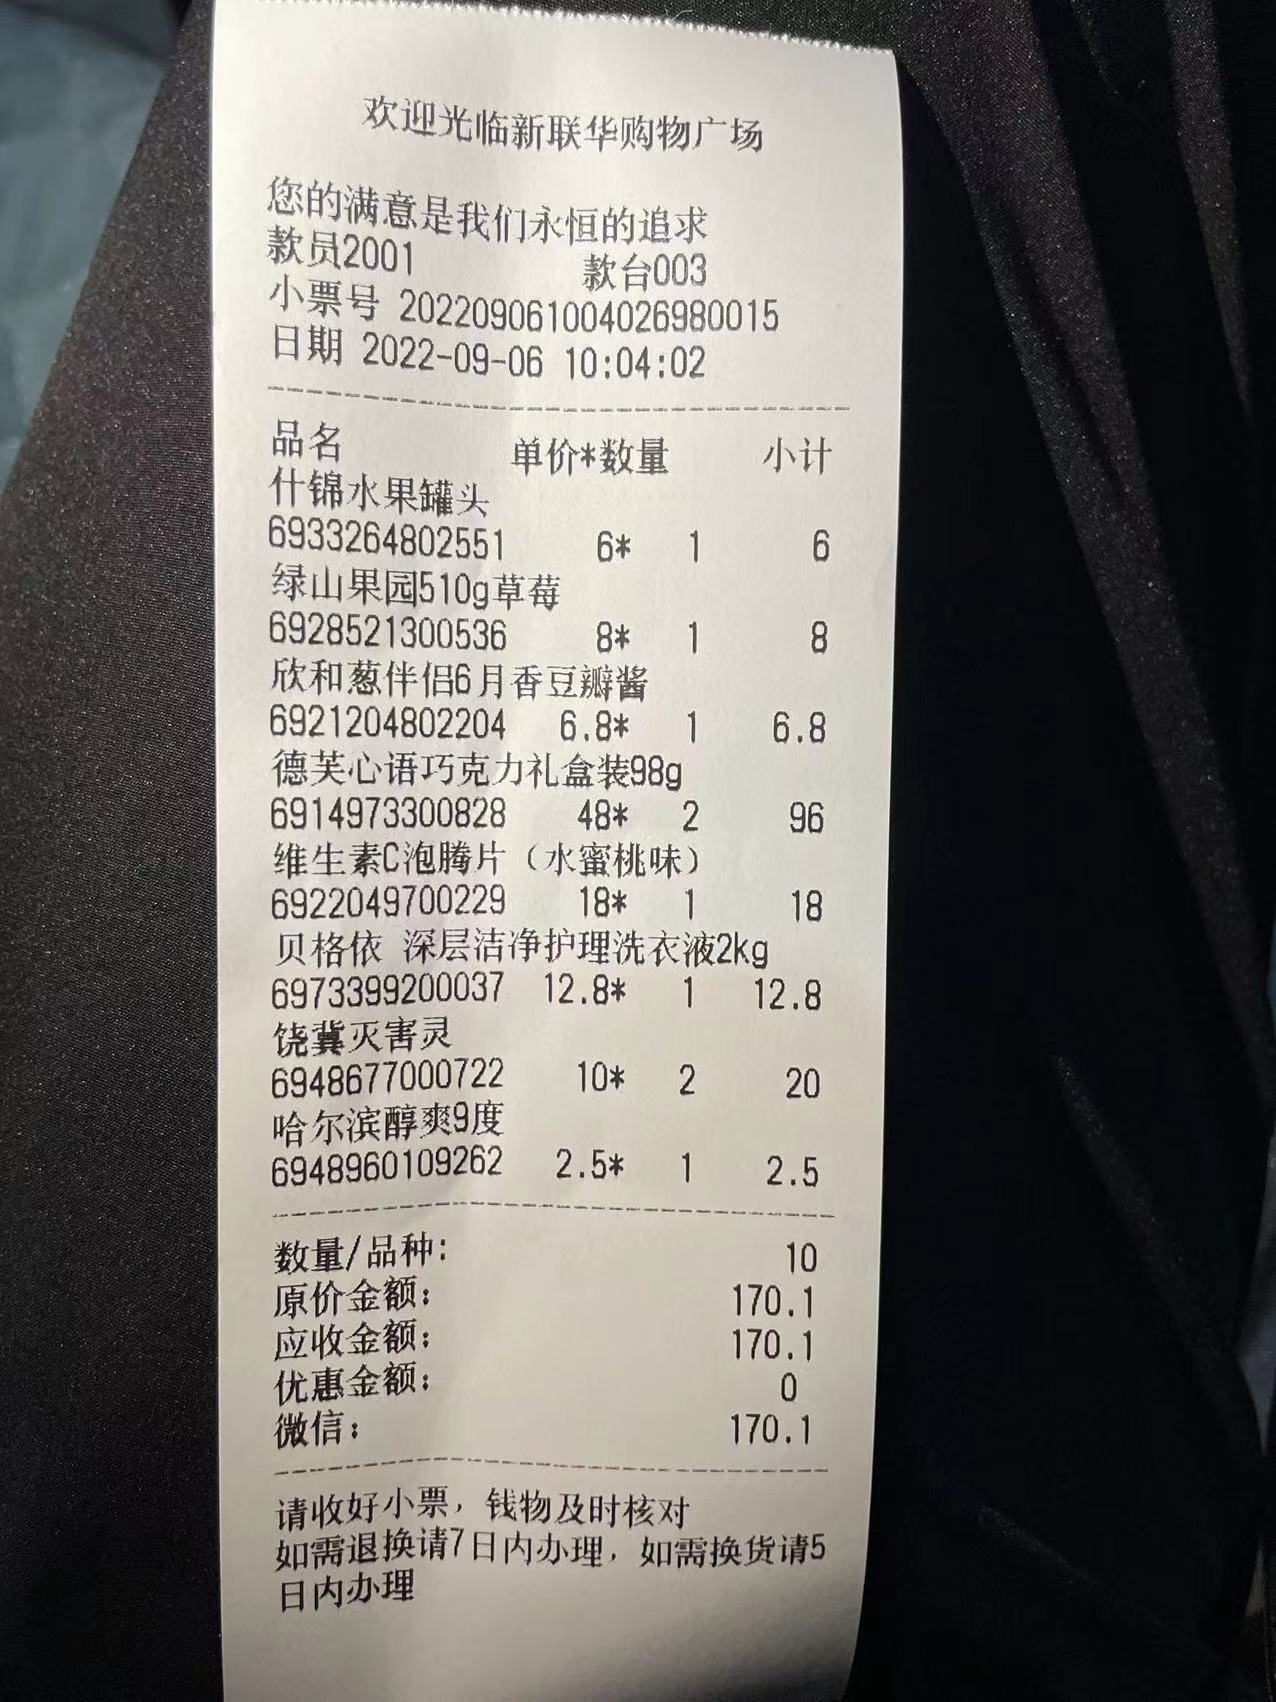 欢迎光临新联华购物广场
您的满意是我们永恒的追求
款员2001 款台003
小票号 202209061004026980015
日期 2022-09-06 10:04:02
品名 单价*数量 小计
什锦水果罐头
6933264802551 6* 1 6
绿山果园510g草莓
6928521300536 8* 1 8
欣和葱伴侣6月香豆瓣酱
6921204802204 6.8* 1 6.8
德芙心语巧克力礼盒装98g
6914973300828 48* 2 96
维生素C泡腾片（水蜜桃味）
6922049700229 18* 1 18
贝格依 深层洁净护理洗衣液2kg
6973399200037 12.8* 1 12.8
饶冀灭害灵
6948677000722 10* 2 20
哈尔滨醇爽9度
6948960109262 2.5* 1 2.5
数量/品种: 10
原价金额: 170.1
应收金额: 170.1
优惠金额: 0
微信: 170.1
请收好小票，钱物及时核对
如需退换请7日内办理，如需换货请5
日内办理